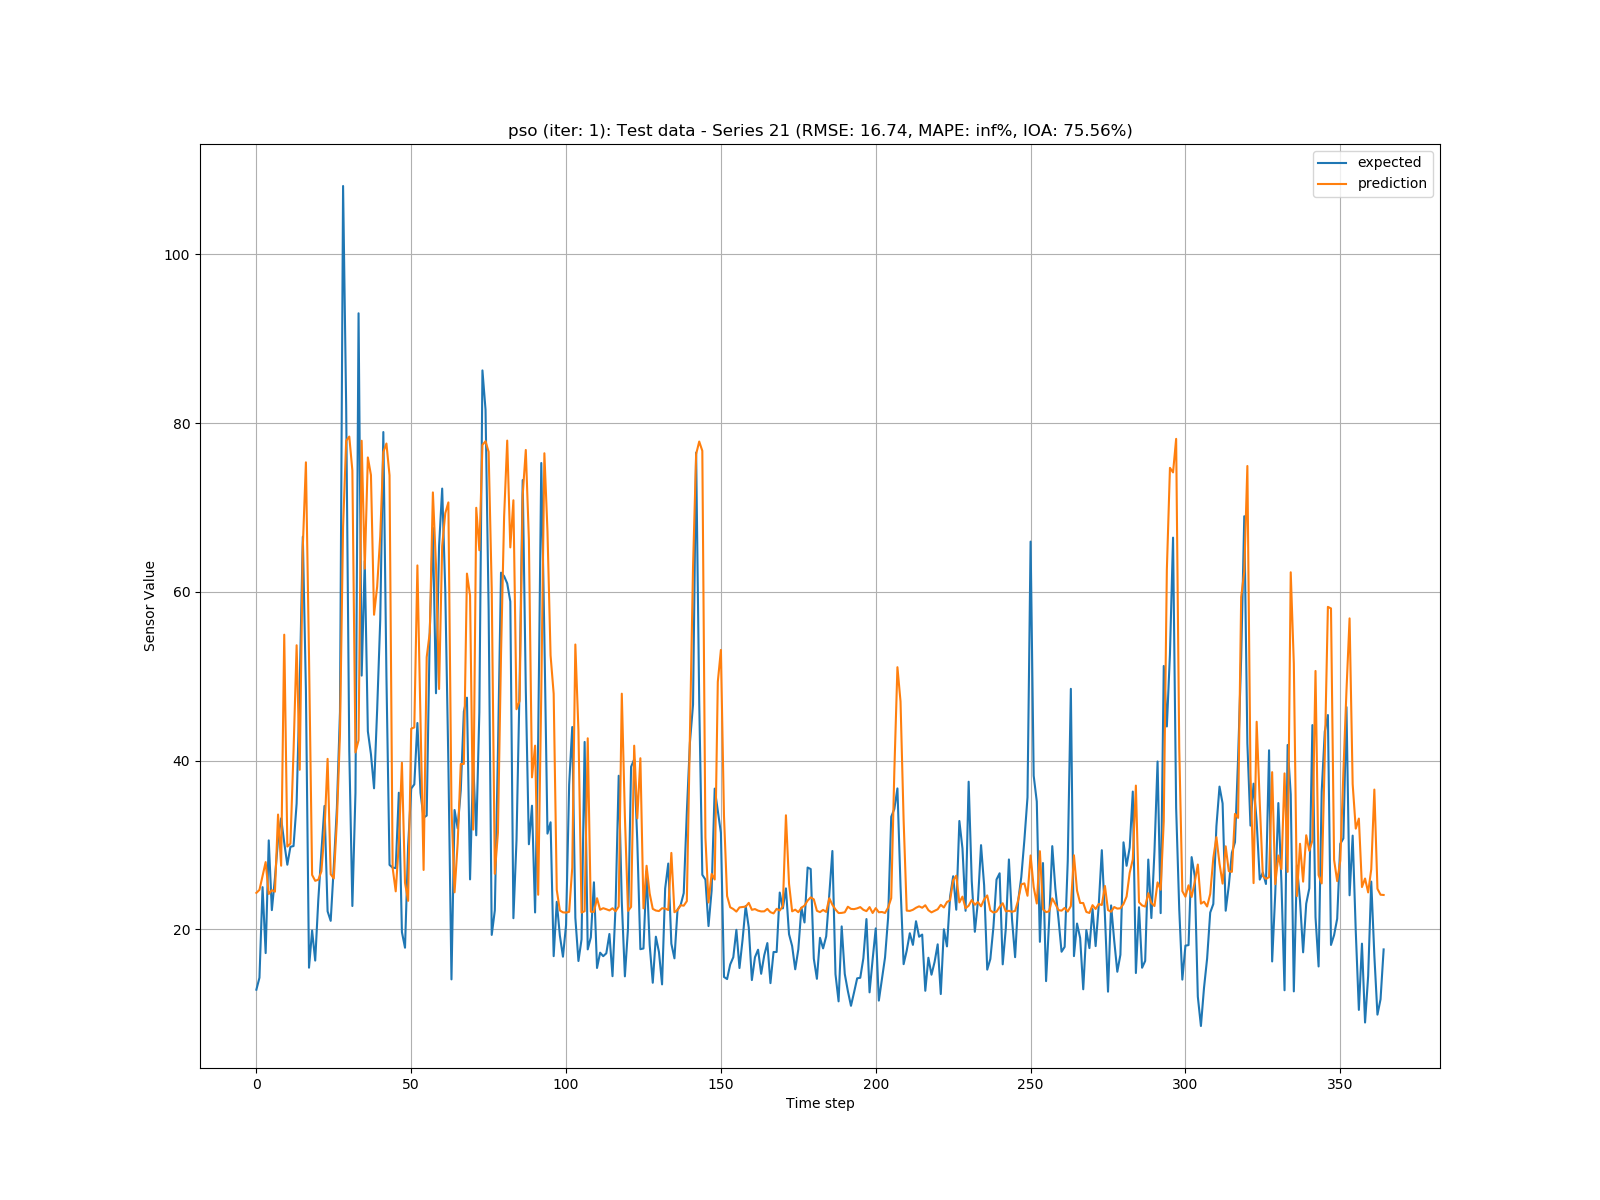 pso (iter: 1): Test data - Series 21 (RMSE: 16.74, MAPE: inf%, IOA: 75.56%)
expected
prediction
100
80
60
40
20
Sensor Value
0 50 100 150 200 250 300 350
Time step